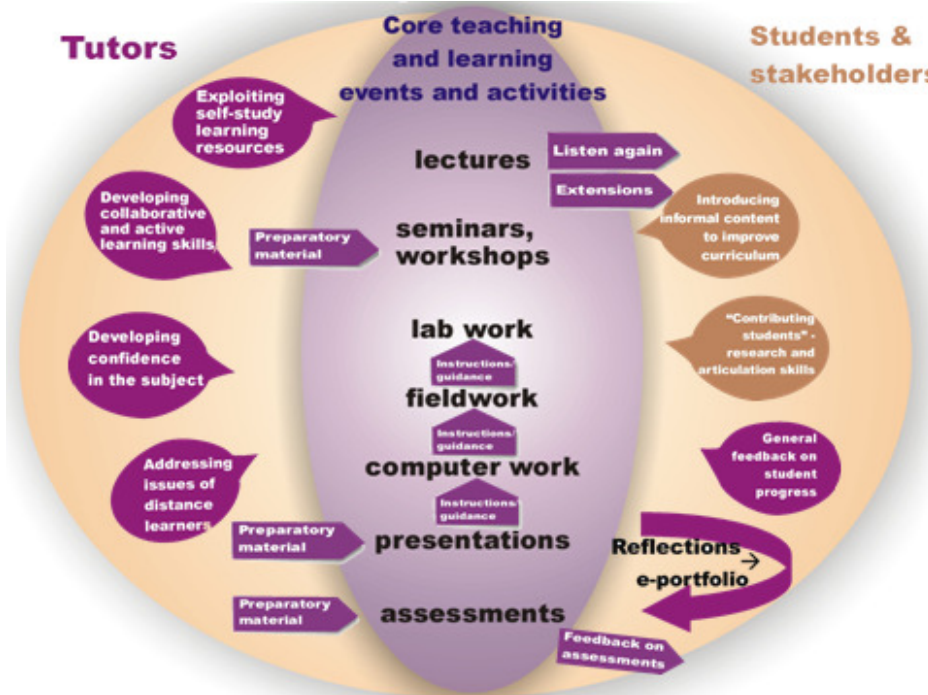 Tutors
Core teaching
and learning
events and activities
Students &
stakeholders
Exploiting
self-study
learning
resources
lectures
Listen again
Extensions
Developing
collaborative
and active
learning skills
Preparatory
material
seminars,
workshops
Introducing
informal content
to improve
curriculum
lab work
Instructions/
guidance
Developing
confidence
in the subject
"Contributing
students" -
research and
articulation skills
fieldwork
Instructions/
guidance
computer work
Instructions/
guidance
Addressing
issues of
distance
learners
General
feedback on
student
progress
Preparatory
material
presentations
Reflections →
e-portfolio
Preparatory
material
assessments
Feedback on
assessments